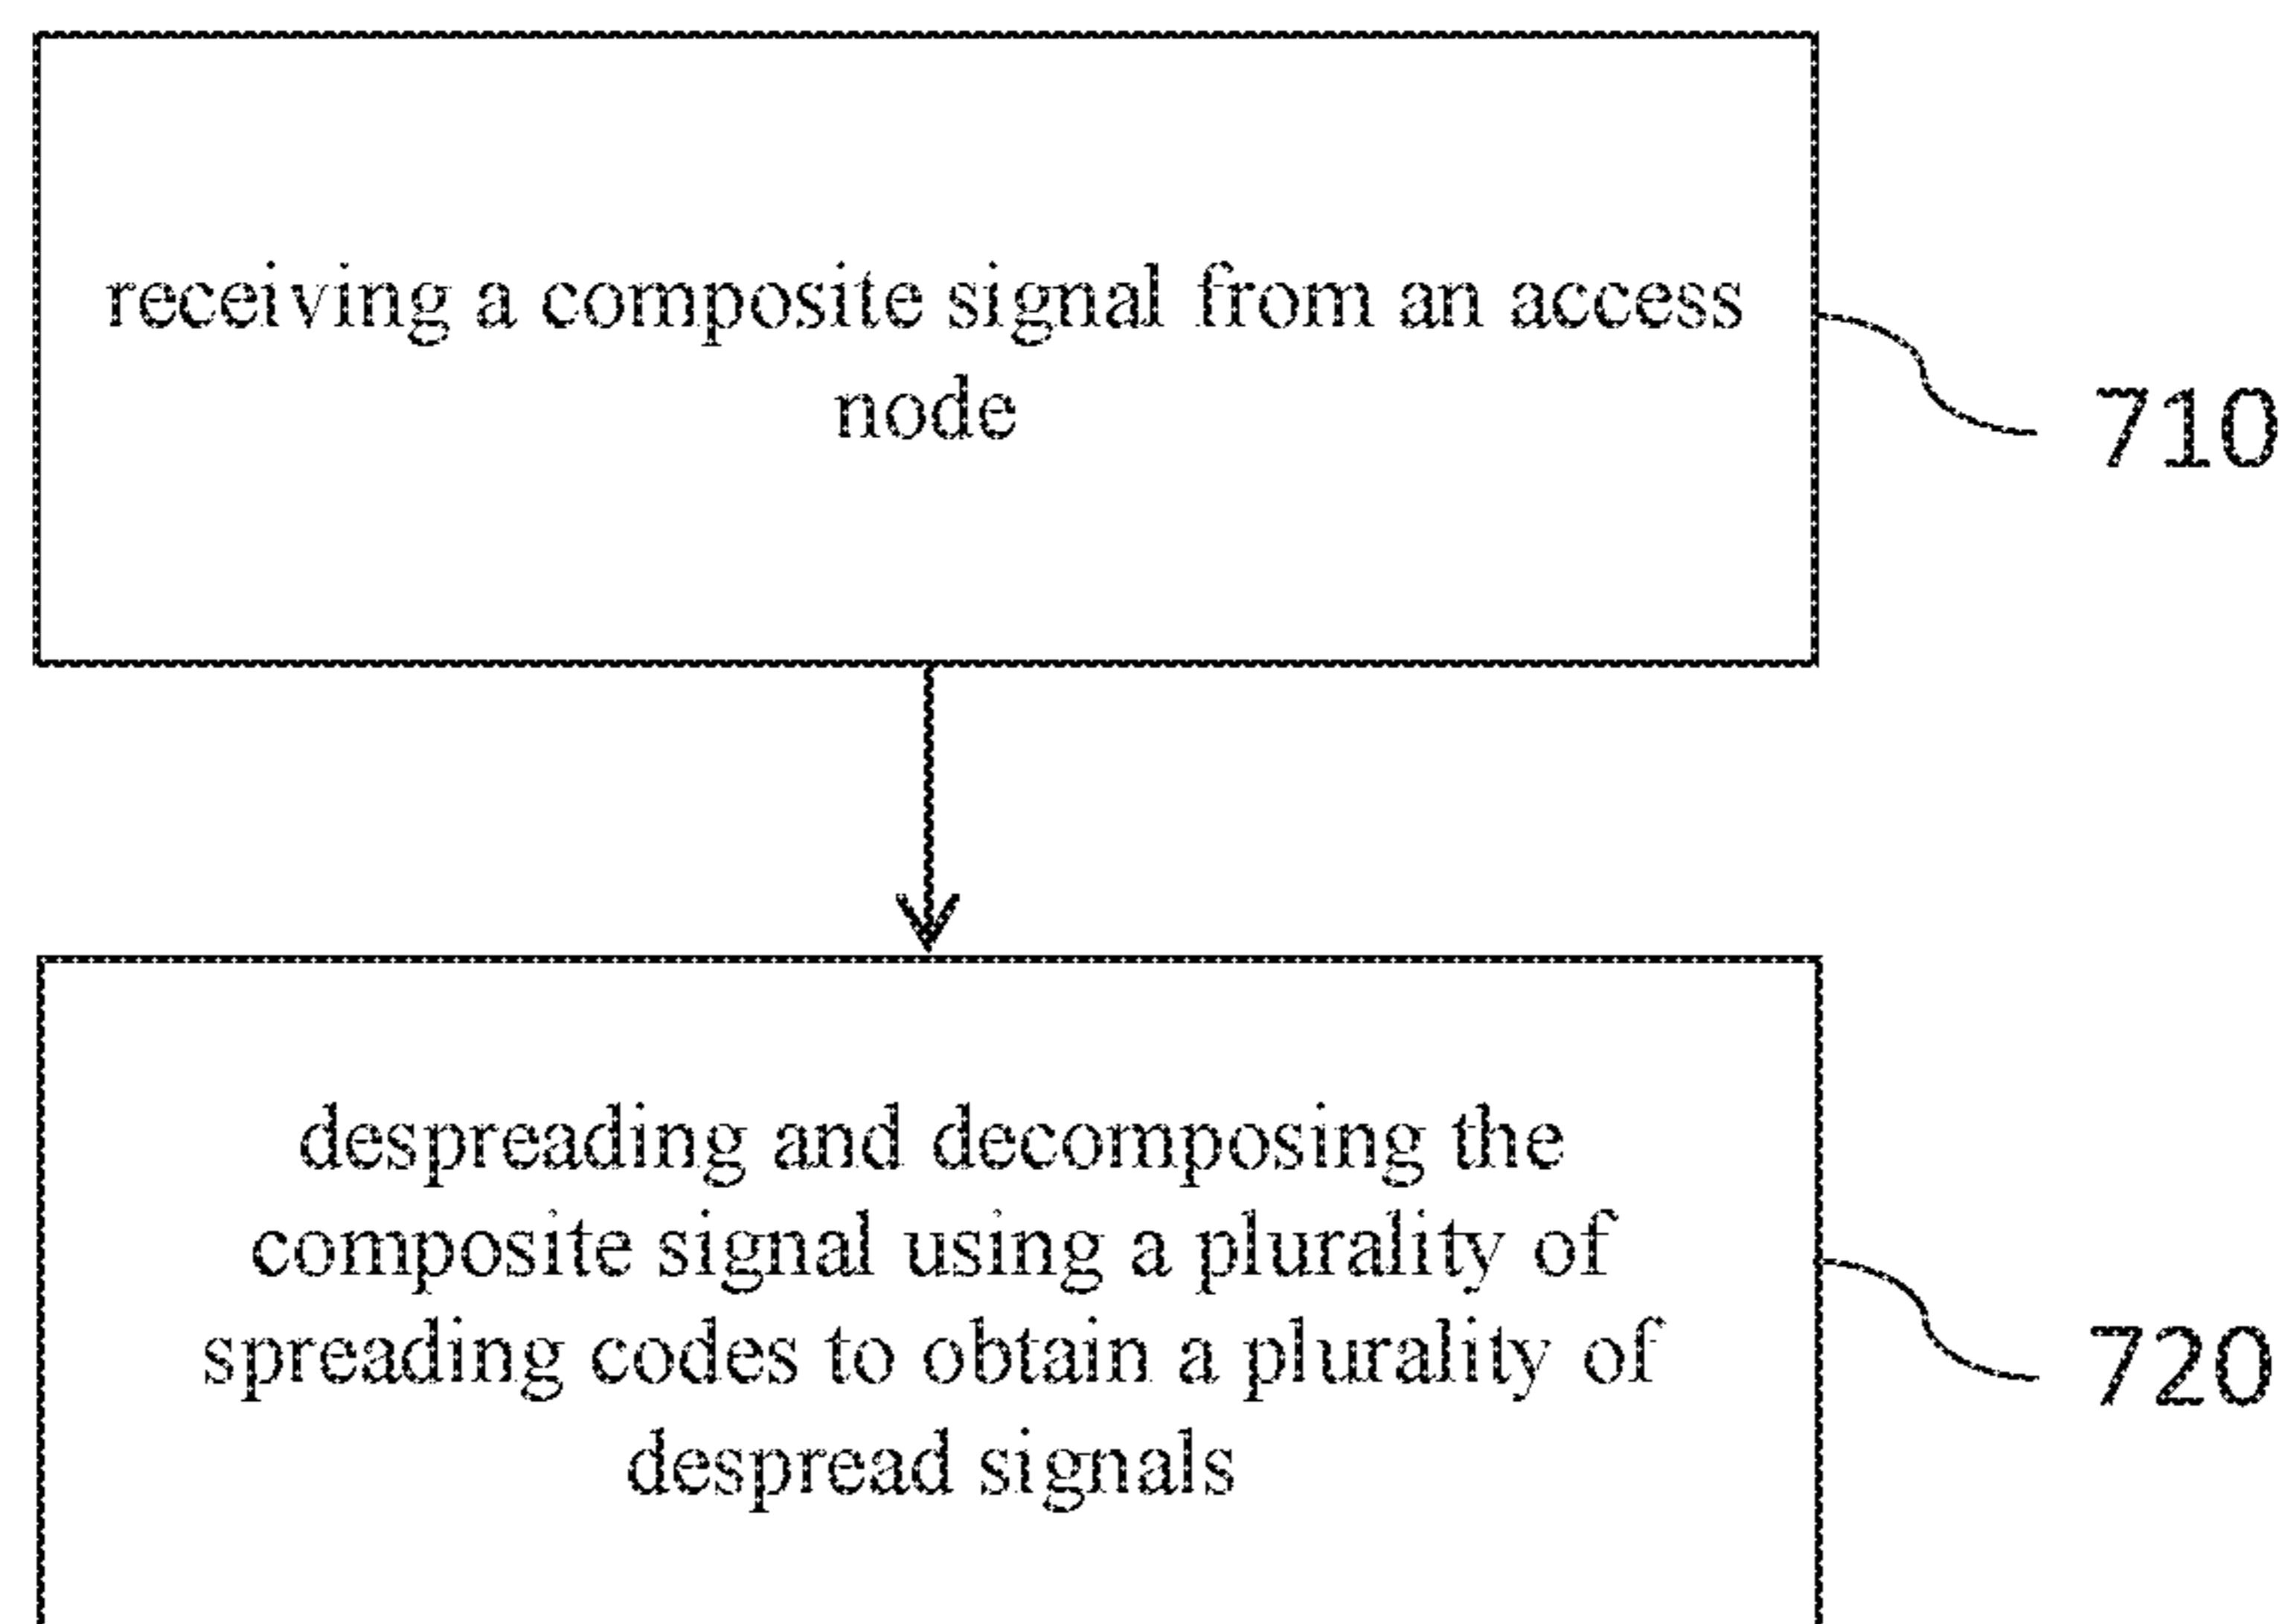 receiving a composite signal from an access
node
710
despreading and decomposing the
composite signal using a plurality of
spreading codes to obtain a plurality of
despread signals
720